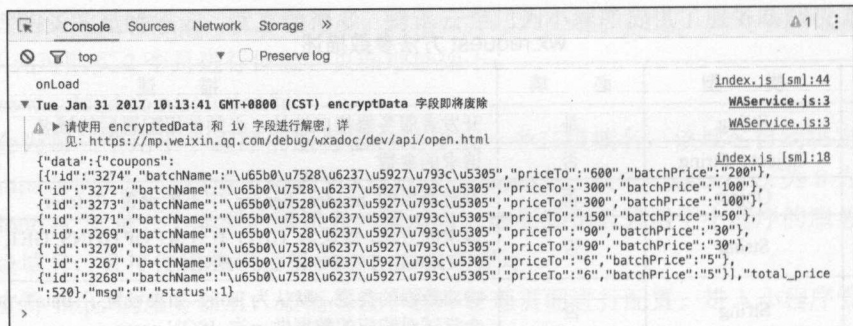 Console Sources Network Storage » 1
top Preserve log
onLoad index.js [sm]:44
▼ Tue Jan 31 2017 10:13:41 GMT+0800 (CST) encryptData 字段即将废除 WAService.js:3
▶请使用 encryptedData 和 iv 字段进行解密,详 WAService.js:3
见: https://mp.weixin.qq.com/debug/wxadoc/dev/api/open.html
{"data":{"coupons": index.js [sm]:18
[{"id":"3274","batchName":"\u65b0\u7528\u6237\u5927\u793c\u5305","priceTo":"600","batchPrice":"200"},
{"id":"3272","batchName":"\u65b0\u7528\u6237\u5927\u793c\u5305","priceTo":"300","batchPrice":"100"},
{"id":"3273","batchName":"\u65b0\u7528\u6237\u5927\u793c\u5305","priceTo":"300","batchPrice":"100"},
{"id":"3271","batchName":"\u65b0\u7528\u6237\u5927\u793c\u5305","priceTo":"150","batchPrice":"50"},
{"id":"3269","batchName":"\u65b0\u7528\u6237\u5927\u793c\u5305","priceTo":"90","batchPrice":"30"},
{"id":"3270","batchName":"\u65b0\u7528\u6237\u5927\u793c\u5305","priceTo":"90","batchPrice":"30"},
{"id":"3267","batchName":"\u65b0\u7528\u6237\u5927\u793c\u5305","priceTo":"6","batchPrice":"5"},
{"id":"3268","batchName":"\u65b0\u7528\u6237\u5927\u793c\u5305","priceTo":"6","batchPrice":"5"}],"total_price
":520},"msg":"","status":1}
>